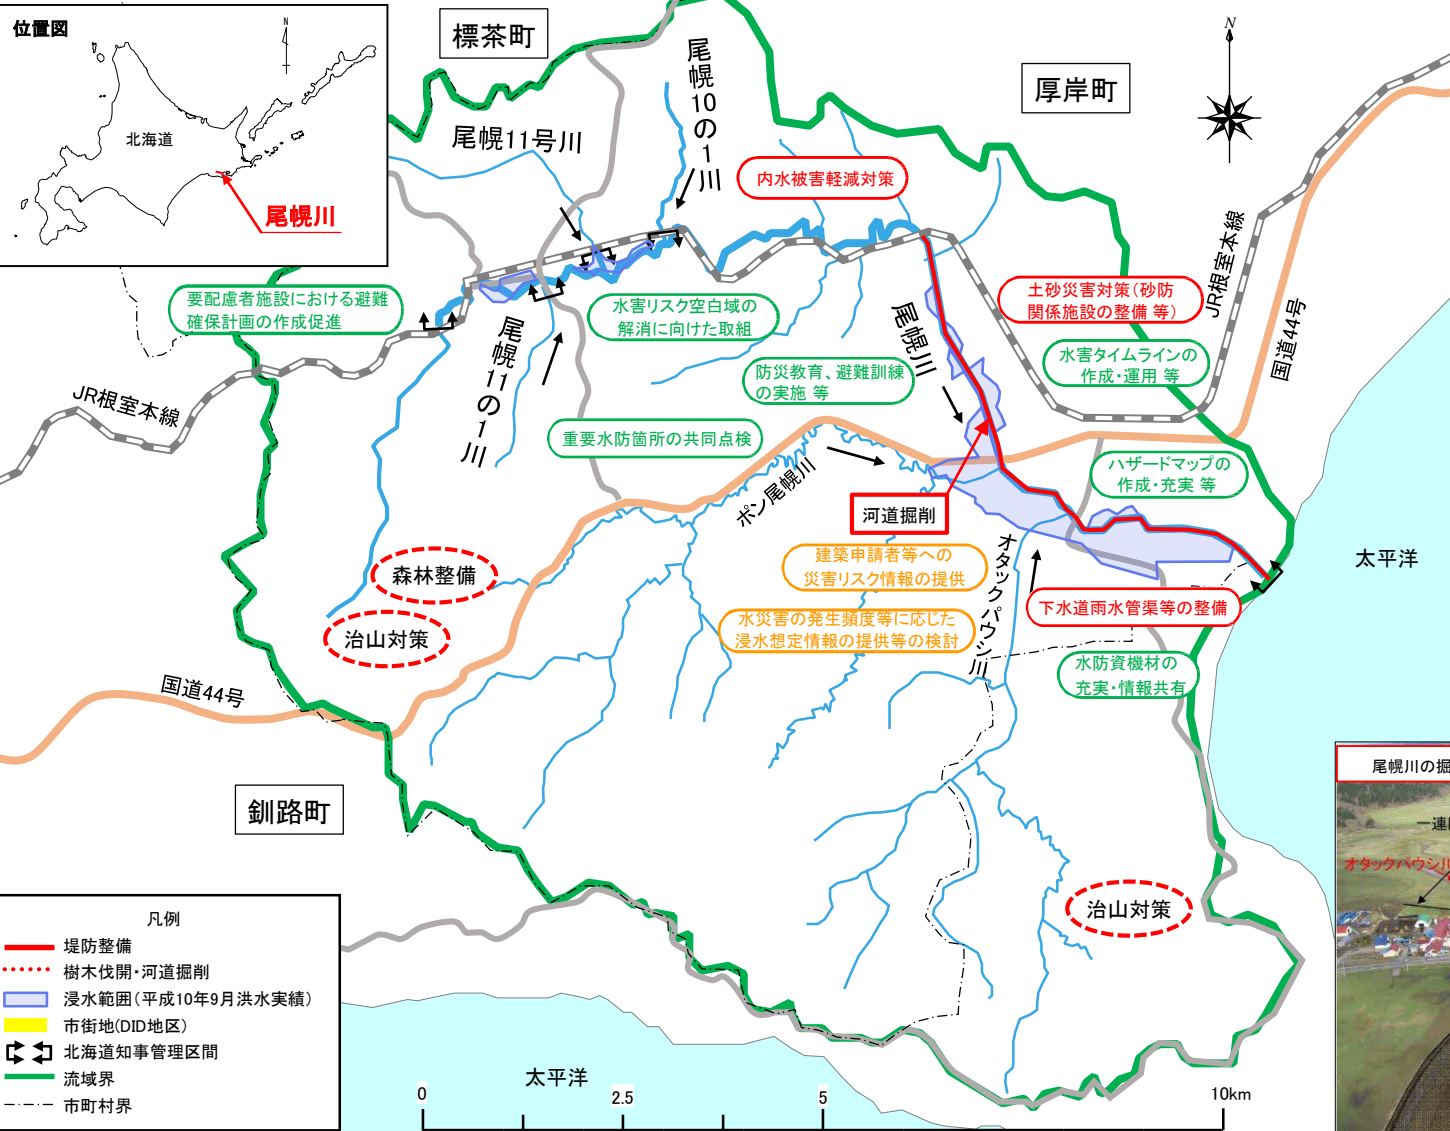 位置図
N
北海道
尾幌川
標茶町
厚岸町
N
尾幌10の1川
尾幌11号川
内水被害軽減対策
JR根室本線
国道44号
要配慮者施設における避難
確保計画の作成促進
水害リスク空白域の
解消に向けた取組
土砂災害対策(砂防
関係施設の整備 等)
尾幌11の1川
尾幌川
水害タイムラインの
作成・運用 等
防災教育、避難訓練
の実施 等
JR根室本線
重要水防箇所の共同点検
ポン尾幌川
ハザードマップの
作成・充実 等
河道掘削
オタックパウシ川
太平洋
建築申請者等への
災害リスク情報の提供
森林整備
治山対策
水災害の発生頻度等に応じた
浸水想定情報の提供等の検討
下水道雨水管渠等の整備
水防資機材の
充実・情報共有
国道44号
釧路町
尾幌川の掘
一連
オタックパウシ川
治山対策
凡例
堤防整備
樹木伐開・河道掘削
浸水範囲(平成10年9月洪水実績)
市街地(DID地区)
北海道知事管理区間
流域界
市町村界
太平洋
0
2.5
5
10km